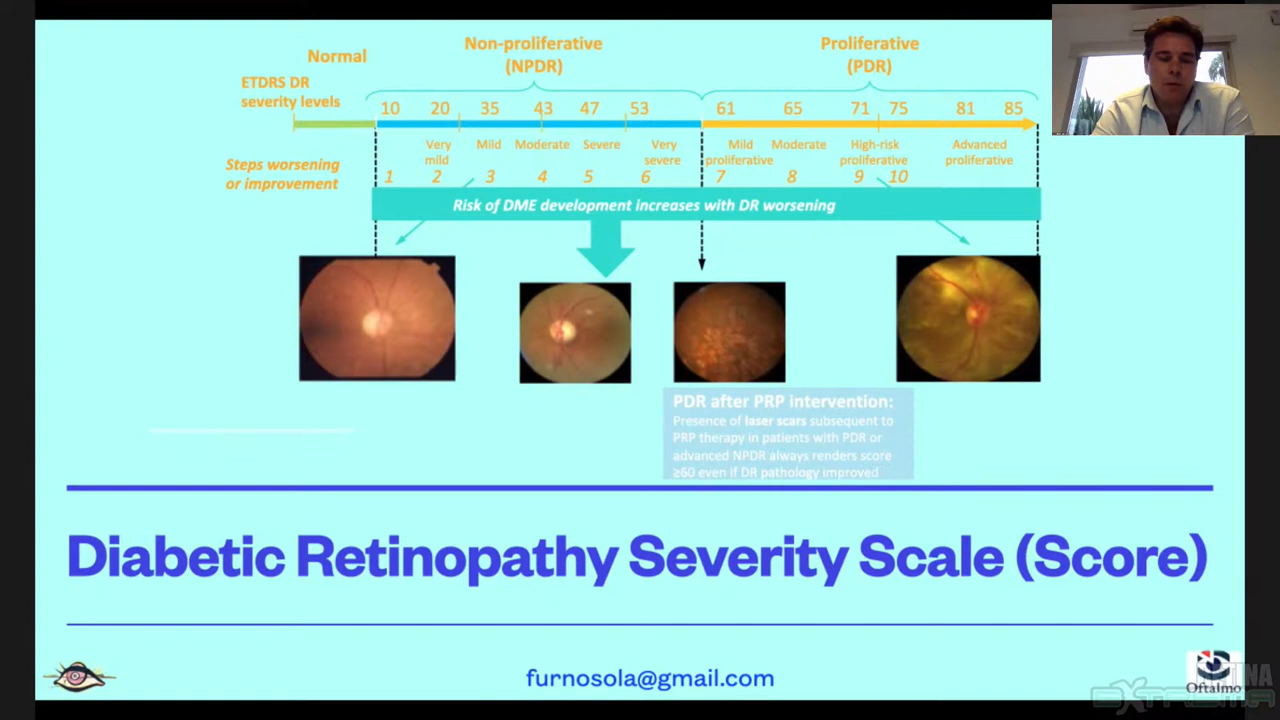 Normal
Non-proliferative
(NPDR)
Proliferative
(PDR)
ETDRS DR
severity levels
10 20 35 43 47 53 61 65 71 75 81 85
Very mild
Mild
Moderate
Severe
Very severe
Mild proliferative
Moderate
High-risk proliferative
Advanced proliferative
Steps worsening
or improvement
1 2 3 4 5 6 7 8 9 10
Risk of DME development increases with DR worsening
PDR after PRP intervention:
Presence of laser scars subsequent to
PRP therapy in patients with PDR or
advanced NPDR always renders score
≥60 even if DR pathology improved
Diabetic Retinopathy Severity Scale (Score)
furnosola@gmail.com
Oftalmo